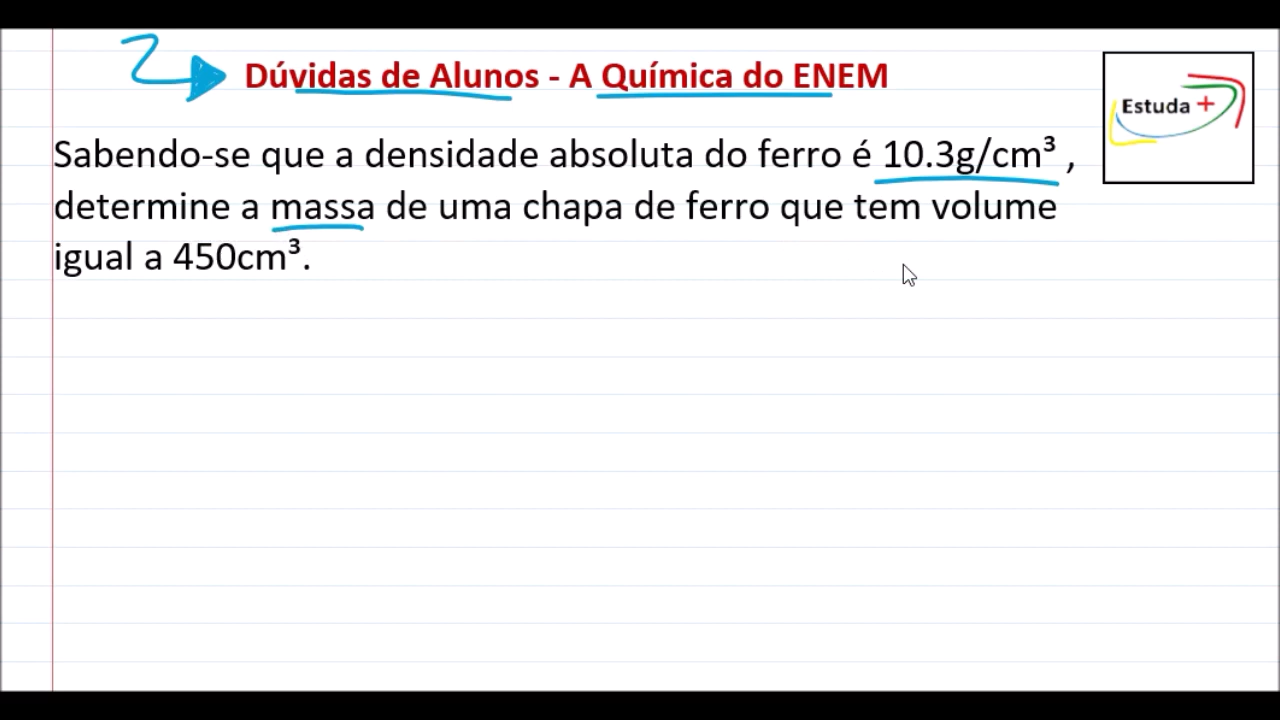 Dúvidas de Alunos - A Química do ENEM
Estuda +
Sabendo-se que a densidade absoluta do ferro é 10.3g/cm³ ,
determine a massa de uma chapa de ferro que tem volume
igual a 450cm³.